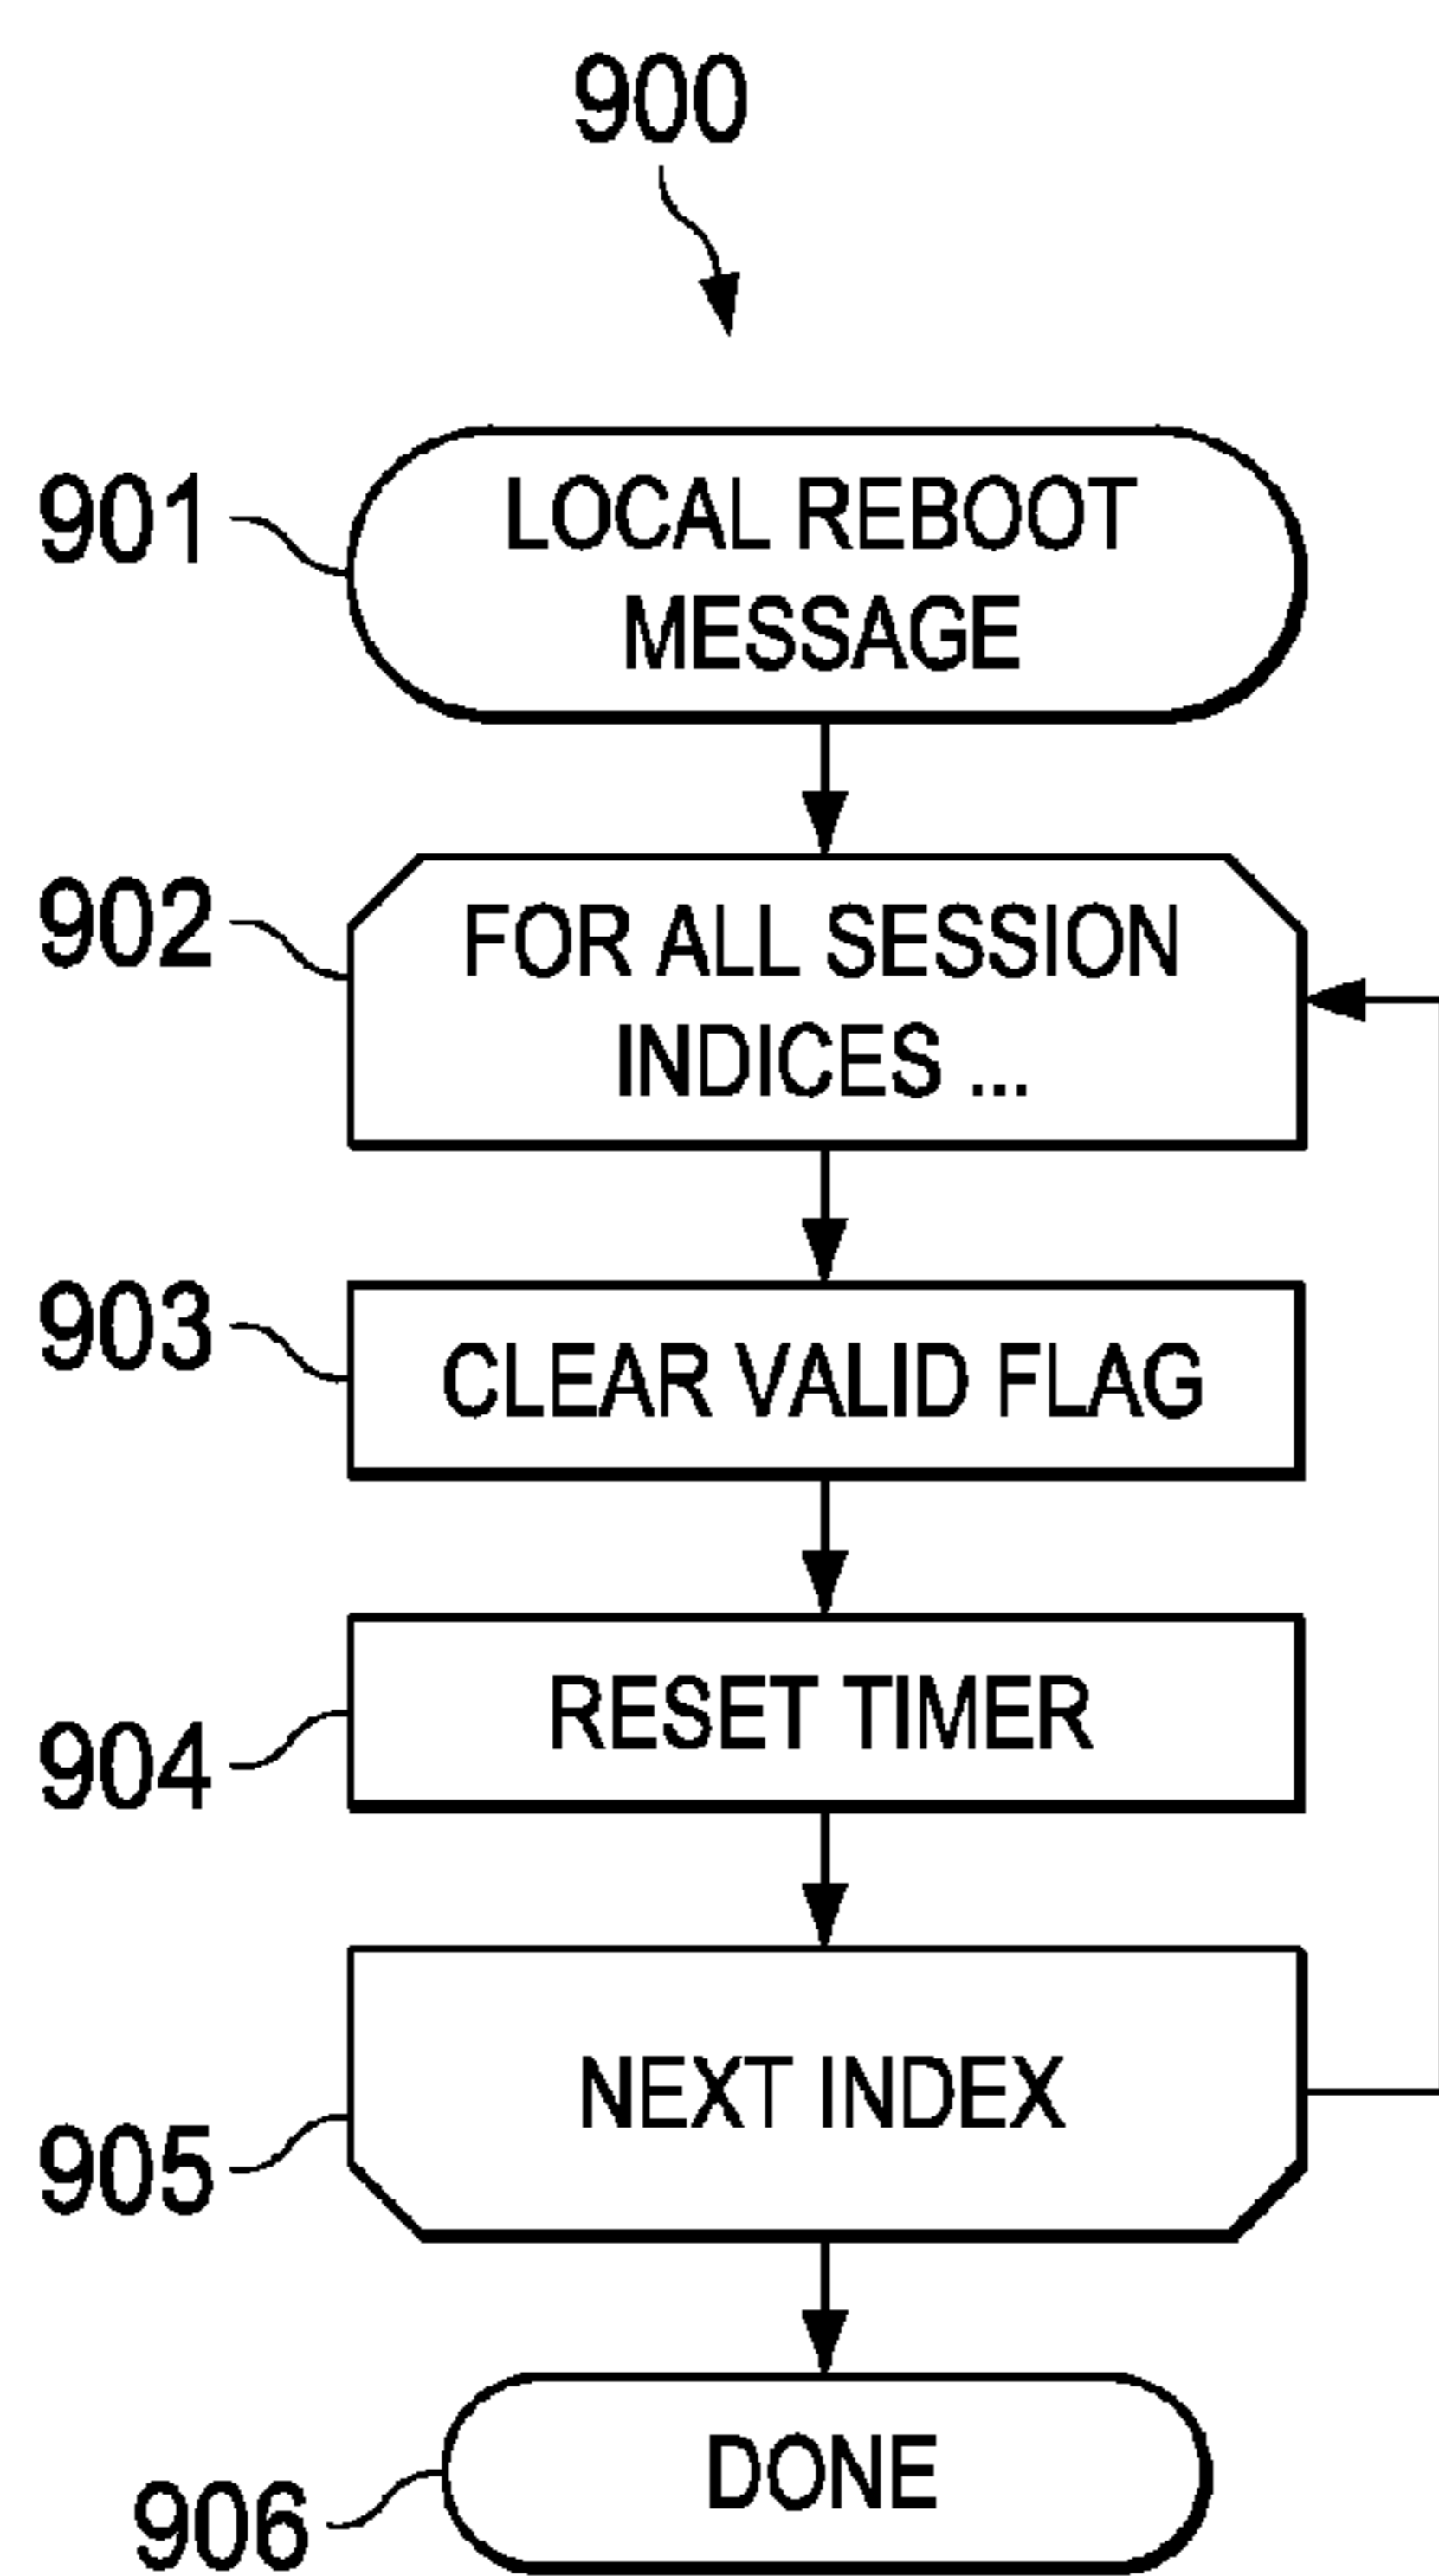 900
901
LOCAL REBOOT
MESSAGE
902
FOR ALL SESSION
INDICES ...
903
CLEAR VALID FLAG
904
RESET TIMER
905
NEXT INDEX
906
DONE